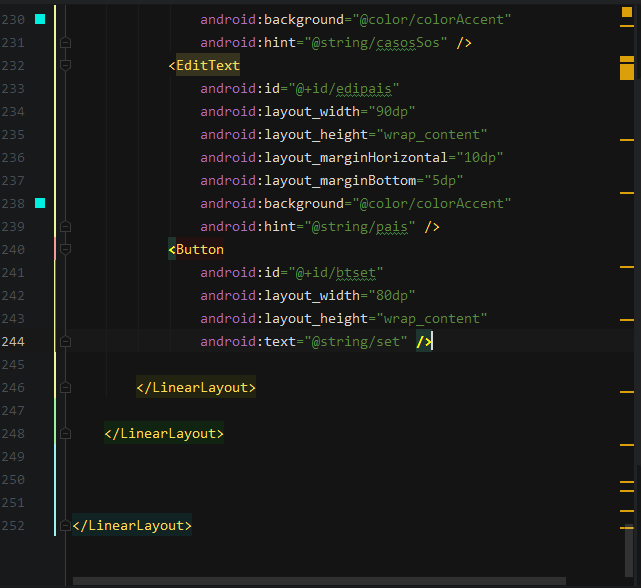 230 android:background="@color/colorAccent"
231 android:hint="@string/casosSos" />
232 <EditText
233 android:id="@+id/edipais"
234 android:layout_width="90dp"
235 android:layout_height="wrap_content"
236 android:layout_marginHorizontal="10dp"
237 android:layout_marginBottom="5dp"
238 android:background="@color/colorAccent"
239 android:hint="@string/pais" />
240 <Button
241 android:id="@+id/btset"
242 android:layout_width="80dp"
243 android:layout_height="wrap_content"
244 android:text="@string/set" />
245
246 </LinearLayout>
247
248 </LinearLayout>
249
250
251
252 </LinearLayout>